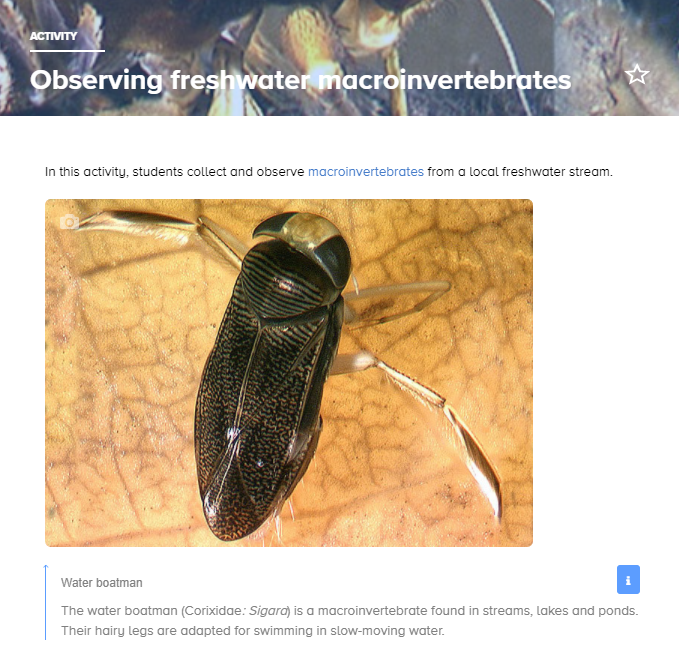 ACTIVITY
Observing freshwater macroinvertebrates
In this activity, students collect and observe macroinvertebrates from a local freshwater stream.
Water boatman
i
The water boatman (Corixidae: Sigara) is a macroinvertebrate found in streams, lakes and ponds.
Their hairy legs are adapted for swimming in slow-moving water.